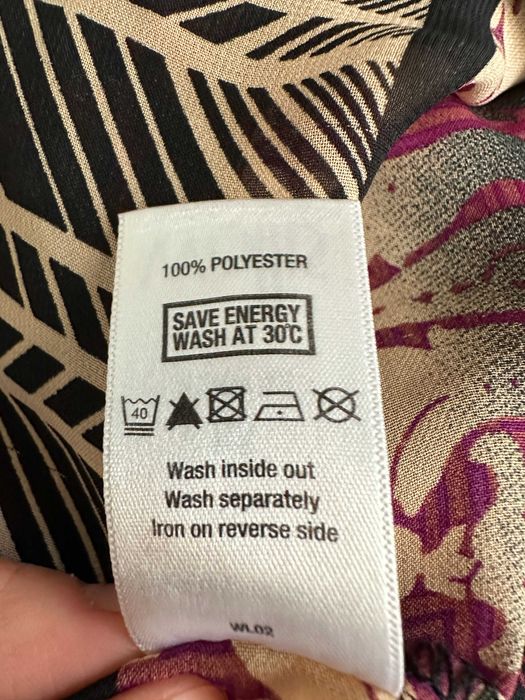 100% POLYESTER
SAVE ENERGY
WASH AT 30°C
40
Wash inside out
Wash separately
Iron on reverse side
WL02